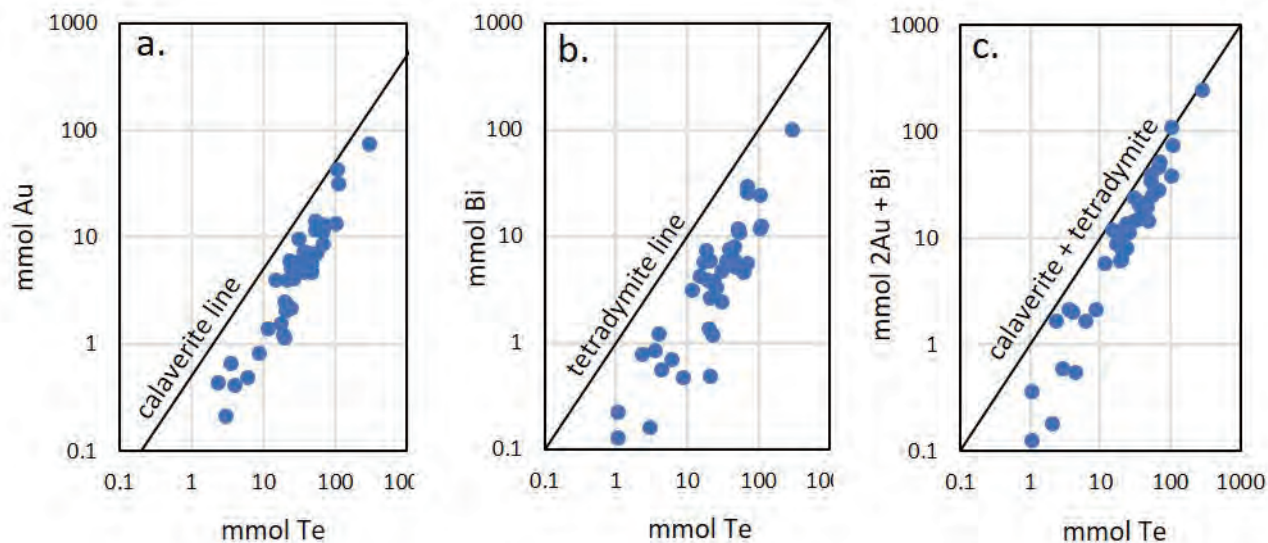 a.
mmol Au
1000
100
10
1
0.1
calaverite line
0.1 1 10 100 10
mmol Te
b.
mmol Bi
1000
100
10
1
0.1
tetradymite line
0.1 1 10 100 10
mmol Te
c.
mmol 2Au + Bi
1000
100
10
1
0.1
calaverite + tetradymite
0.1 1 10 100 1000
mmol Te